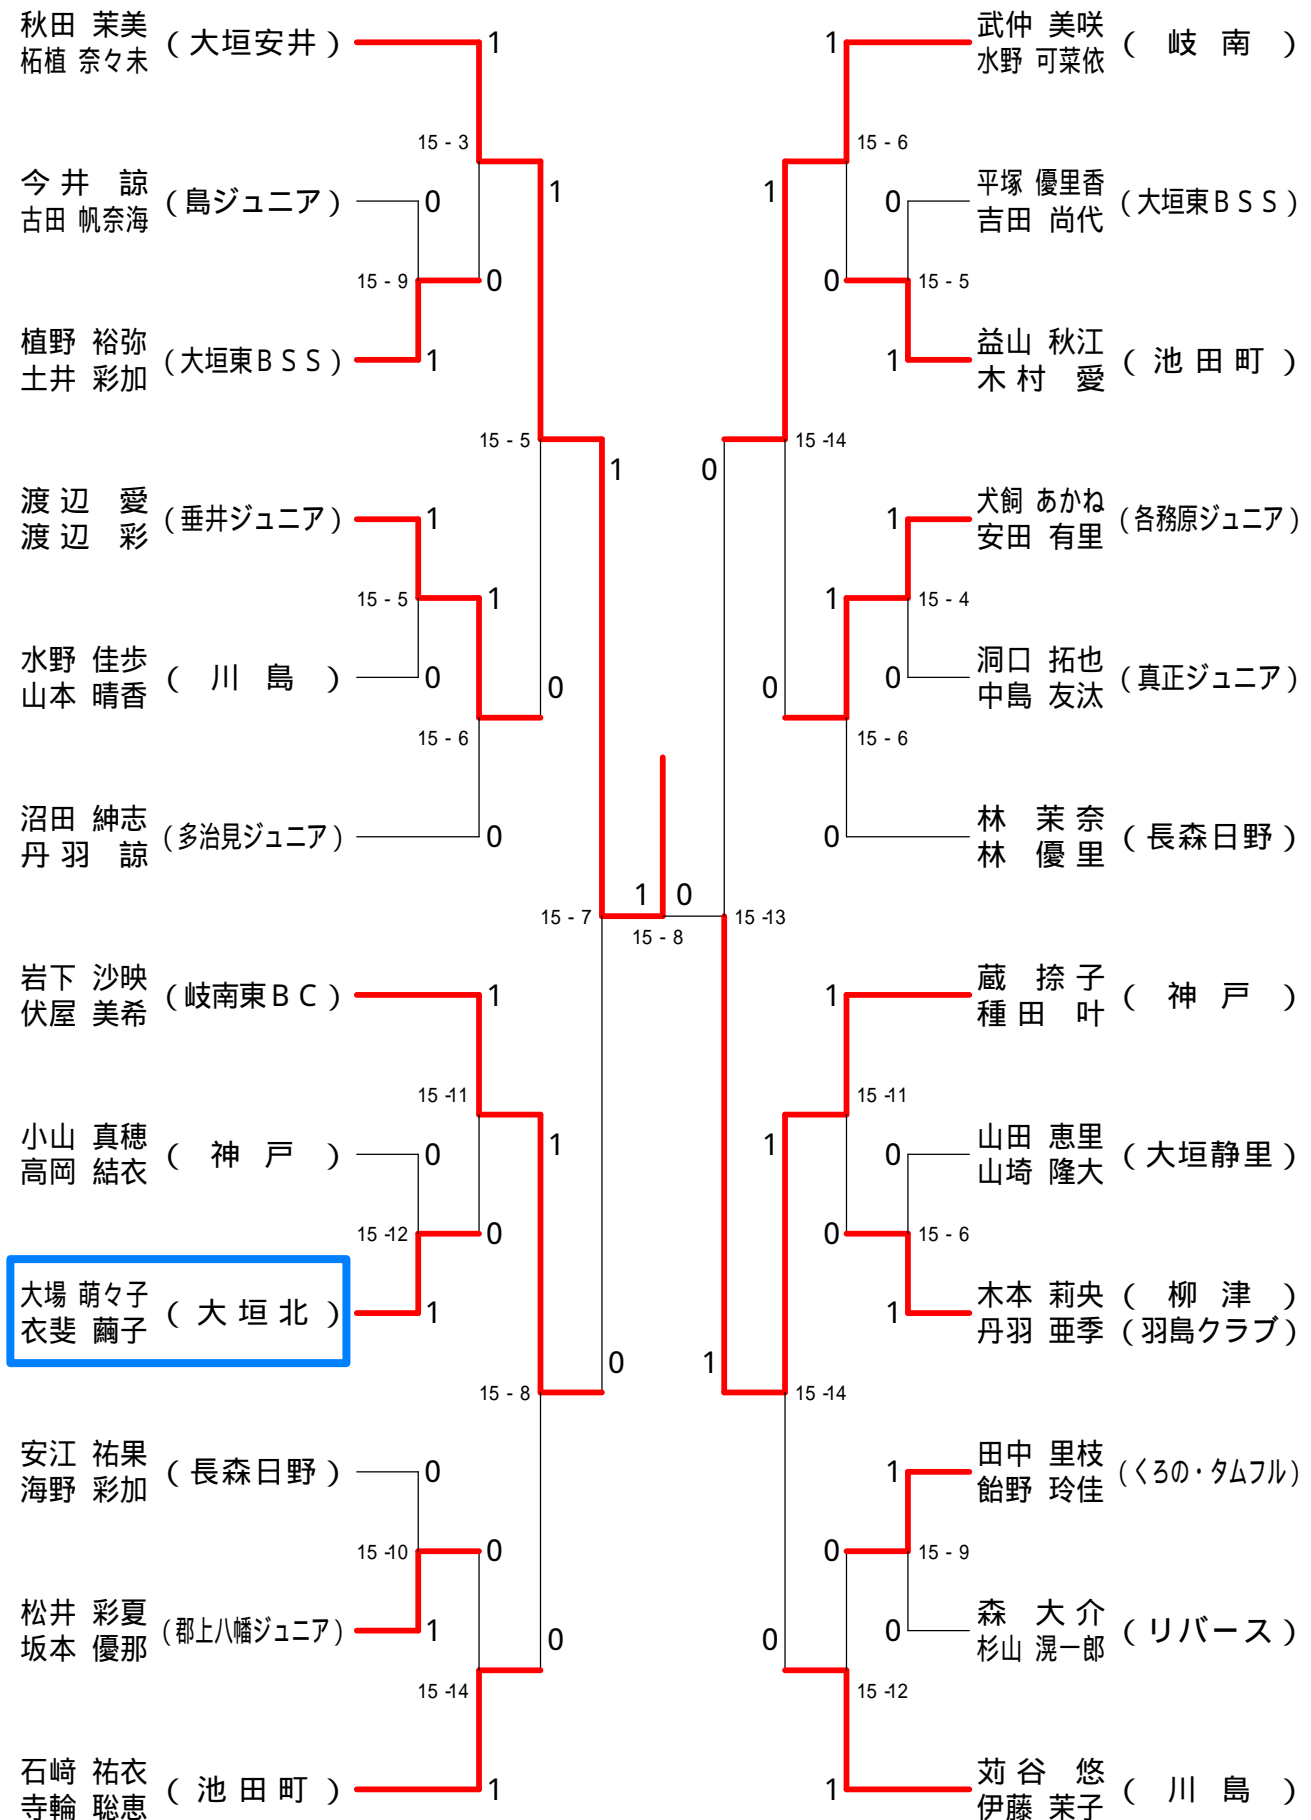 秋田 茉美
柘植 奈々未
(大垣安井)
1
15 - 3
今井 諒
古田 帆奈海
(島ジュニア)
0
1
15 - 9
0
植野 裕弥
土井 彩加
(大垣東BSS)
1
15 - 5
1
渡辺 愛
渡辺 彩
(垂井ジュニア)
1
15 - 5
1
水野 佳歩
山本 晴香
(川島)
0
0
15 - 6
沼田 紳志
丹羽 諒
(多治見ジュニア)
0
1 0
15 - 7
15 - 8
15 -13
岩下 沙映
伏屋 美希
(岐南東BC)
1
15 -11
小山 真穂
高岡 結衣
(神戸)
0
1
15 -12
0
大場 萌々子
衣斐 繭子
(大垣北)
1
0
15 - 8
安江 祐果
海野 彩加
(長森日野)
0
15 -10
0
松井 彩夏
坂本 優那
(郡上八幡ジュニア)
1
0
15 -14
石﨑 祐衣
寺輪 聡恵
(池田町)
1
1
武仲 美咲
水野 可菜依
(岐南)
15 - 6
1
0
平塚 優里香
吉田 尚代
(大垣東BSS)
0
15 - 5
1
益山 秋江
木村 愛
(池田町)
15 -14
0
1
犬飼 あかね
安田 有里
(各務原ジュニア)
1
15 - 4
0
0
洞口 拓也
中島 友汰
(真正ジュニア)
15 - 6
0
林 茉奈
林 優里
(長森日野)
1
蔵 捺子
種田 叶
(神戸)
15 -11
1
0
山田 恵里
山埼 隆大
(大垣静里)
0
15 - 6
1
木本 莉央 (柳津)
丹羽 亜季 (羽島クラブ)
1
15 -14
1
田中 里枝
飴野 玲佳
(くろの・タムフル)
0
15 - 9
0
0
森 大介
杉山 滉一郎
(リバース)
15 -12
1
苅谷 悠
伊藤 茉子
(川島)